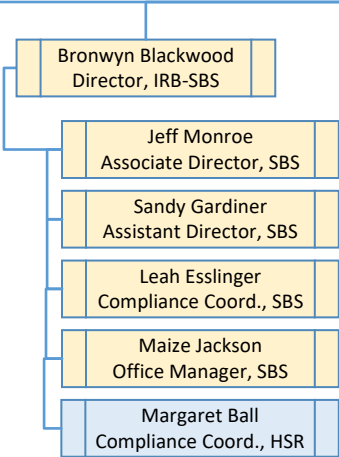 Bronwyn Blackwood
Director, IRB-SBS
Jeff Monroe
Associate Director, SBS
Sandy Gardiner
Assistant Director, SBS
Leah Esslinger
Compliance Coord., SBS
Maize Jackson
Office Manager, SBS
Margaret Ball
Compliance Coord., HSR